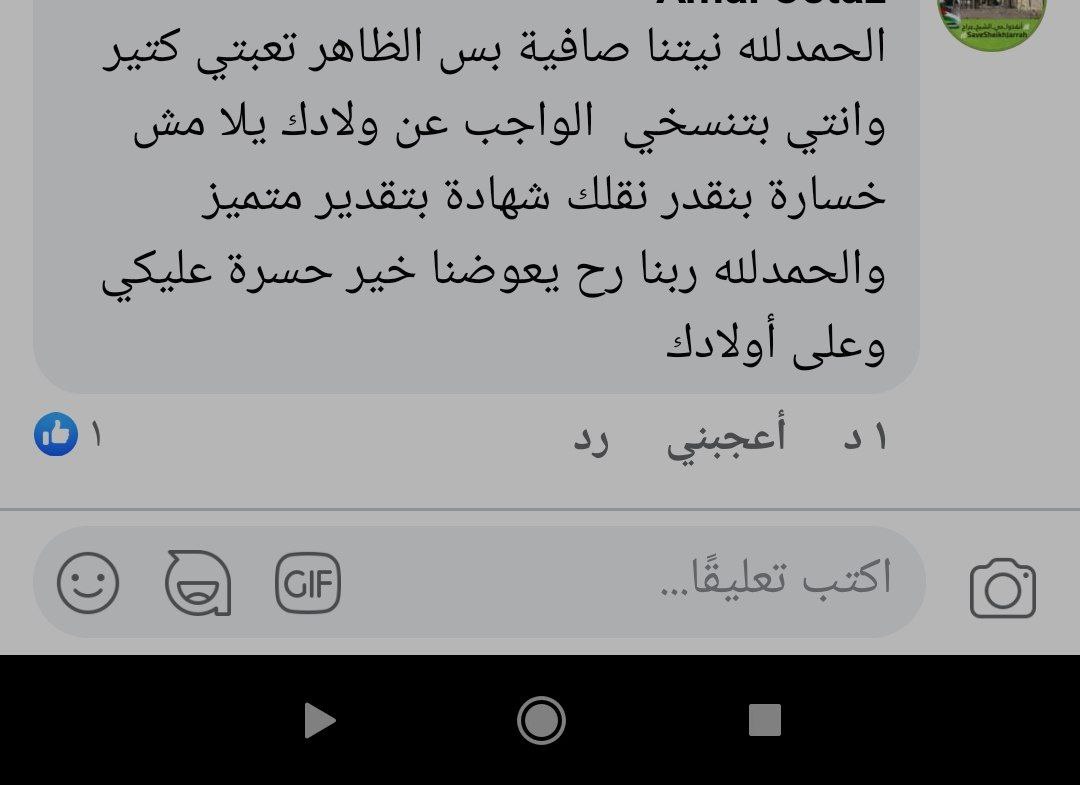 الحمدلله نيتنا صافية بس الظاهر تعبتي كتير
وانتي بتنسخي الواجب عن ولادك يلا مش
خسارة بنقدر نقلك شهادة بتقدير متميز
والحمدلله ربنا رح يعوضنا خير حسرة عليكي
وعلى أولادك
١ د أعجبني رد ١
اكتب تعليقًا...
GIF
#SaveSheikhJarrah